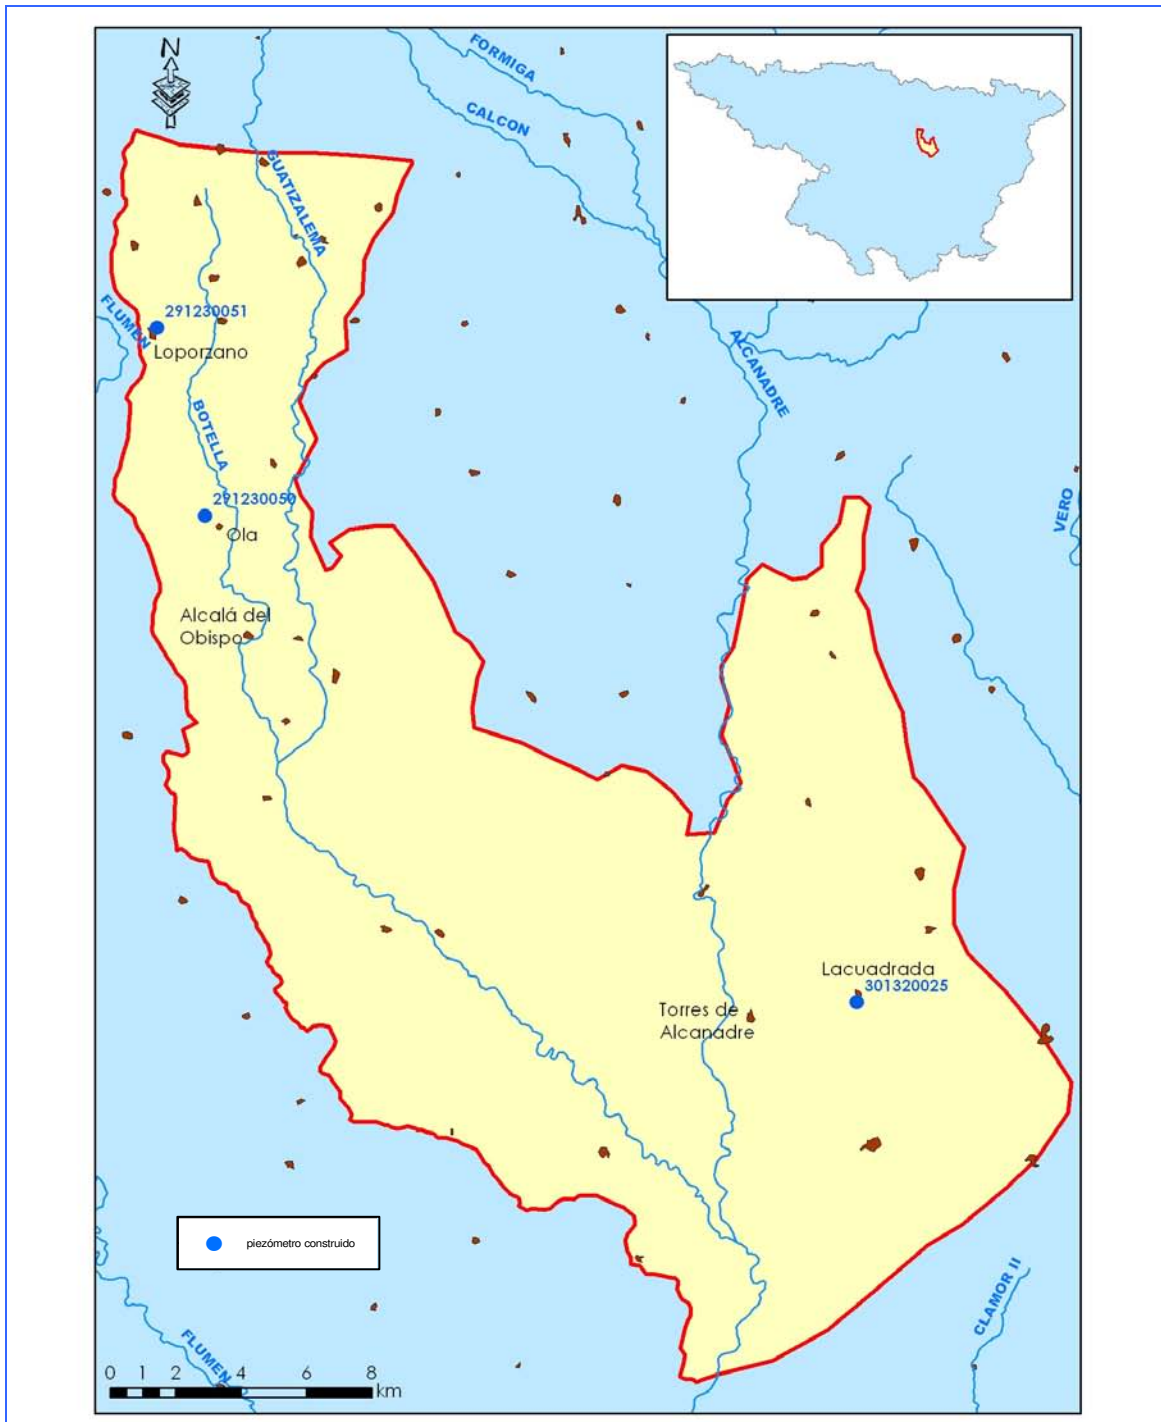 N
FORMIGA
CALCON
GUATIZALEMA
FLUMEN
291230051
Loporzano
ALCANADRE
BOTELLA
291230050
Ola
VERO
Alcalá del
Obispo
Lacuadrada
301320025
Torres de
Alcanadre
piezómetro construido
CLAMOR II
FLUMEN
0 1 2 4 6 8
km